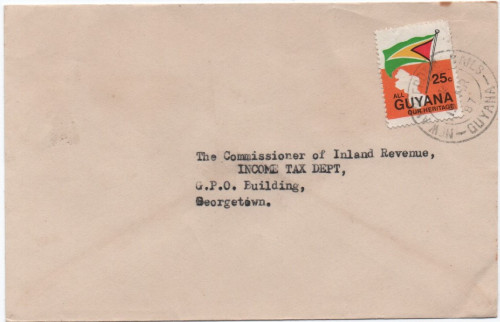 25c
ALL
GUYANA
OUR HERITAGE
GUYANA
The Commissioner of Inland Revenue,
INCOME TAX DEPT,
G.P.O. Building,
Georgetown.